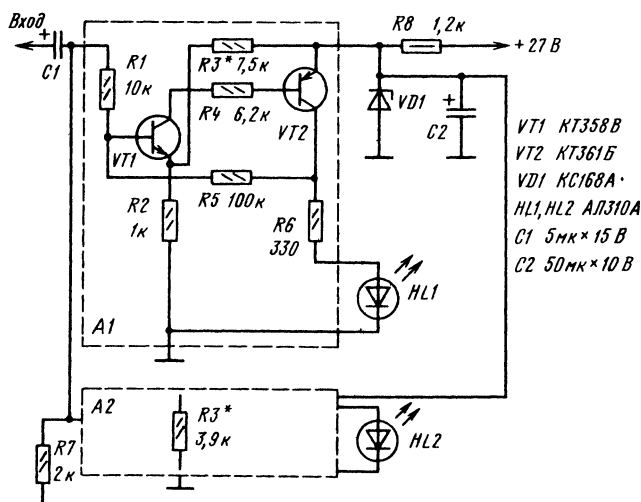 Вход
C1
R1
10к
R3* 7,5к
R4 6,2к
VT1
VT2
R5 100к
R2
1к
R6
330
A1
HL1
R8 1,2к
+27 В
VD1
C2
VT1 КТ358В
VT2 КТ361Б
VD1 КС168А
HL1, HL2 АЛ310А
C1 5мк×15 В
C2 50мк×10 В
A2
R3*
3,9к
HL2
R7
2к